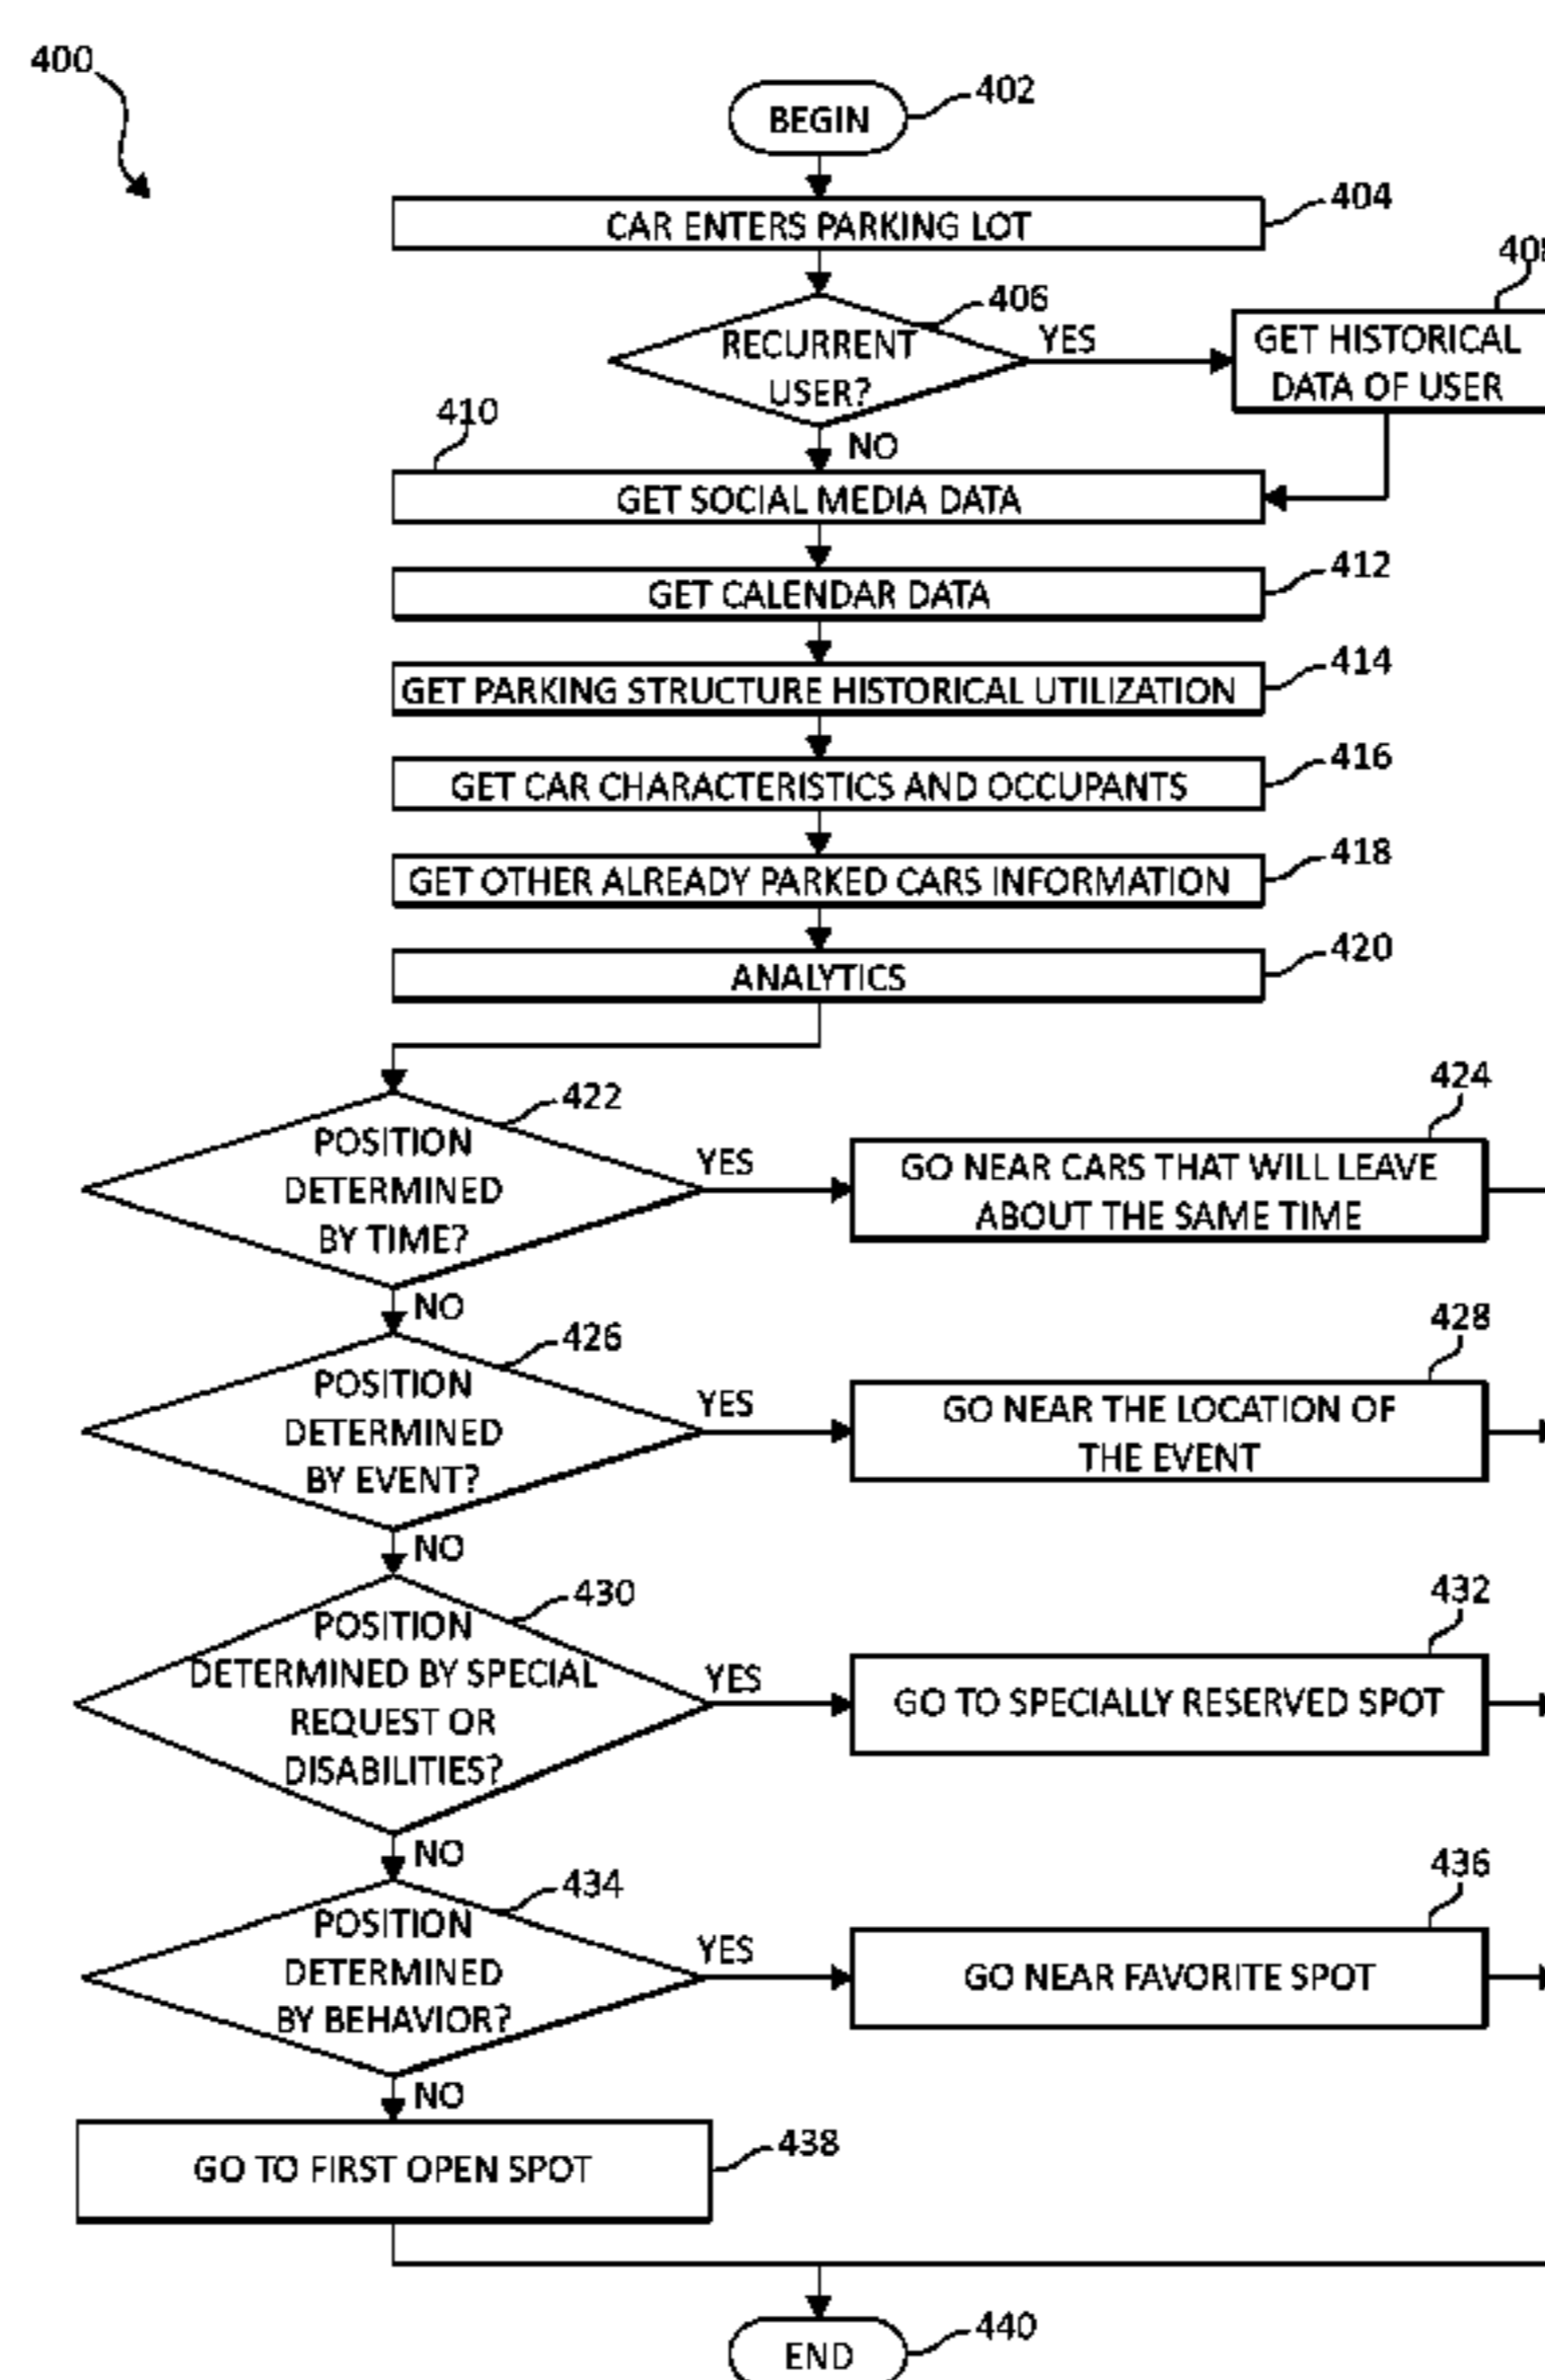 400
BEGIN
402
CAR ENTERS PARKING LOT
404
RECURRENT
USER?
406
YES
GET HISTORICAL
DATA OF USER
NO
410
GET SOCIAL MEDIA DATA
GET CALENDAR DATA
412
GET PARKING STRUCTURE HISTORICAL UTILIZATION
414
GET CAR CHARACTERISTICS AND OCCUPANTS
416
GET OTHER ALREADY PARKED CARS INFORMATION
418
ANALYTICS
420
POSITION
DETERMINED
BY TIME?
422
YES
GO NEAR CARS THAT WILL LEAVE
ABOUT THE SAME TIME
424
NO
POSITION
DETERMINED
BY EVENT?
426
YES
GO NEAR THE LOCATION OF
THE EVENT
428
NO
POSITION
DETERMINED BY SPECIAL
REQUEST OR
DISABILITIES?
430
YES
GO TO SPECIALLY RESERVED SPOT
432
NO
POSITION
DETERMINED
BY BEHAVIOR?
434
YES
GO NEAR FAVORITE SPOT
436
NO
GO TO FIRST OPEN SPOT
438
END
440